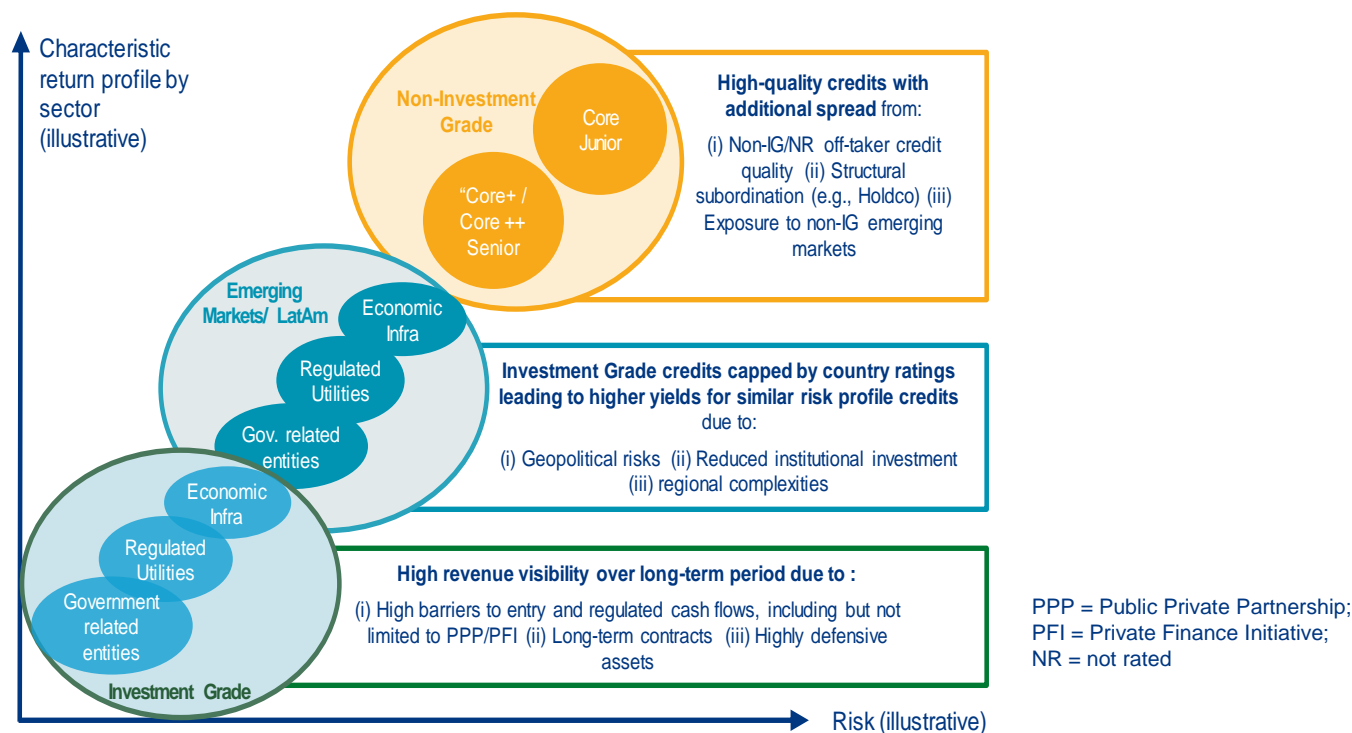 Characteristic
return profile by
sector
(illustrative)
Non-Investment
Grade
Core
Junior
“Core+ /
Core ++
Senior
High-quality credits with
additional spread from:
(i) Non-IG/NR off-taker credit
quality (ii) Structural
subordination (e.g., Holdco) (iii)
Exposure to non-IG emerging
markets
Emerging
Markets/ LatAm
Economic
Infra
Regulated
Utilities
Gov. related
entities
Investment Grade credits capped by country ratings
leading to higher yields for similar risk profile credits
due to:
(i) Geopolitical risks (ii) Reduced institutional investment
(iii) regional complexities
Economic
Infra
Regulated
Utilities
Government
related
entities
Investment Grade
High revenue visibility over long-term period due to :
(i) High barriers to entry and regulated cash flows, including but not
limited to PPP/PFI (ii) Long-term contracts (iii) Highly defensive
assets
PPP = Public Private Partnership;
PFI = Private Finance Initiative;
NR = not rated
Risk (illustrative)